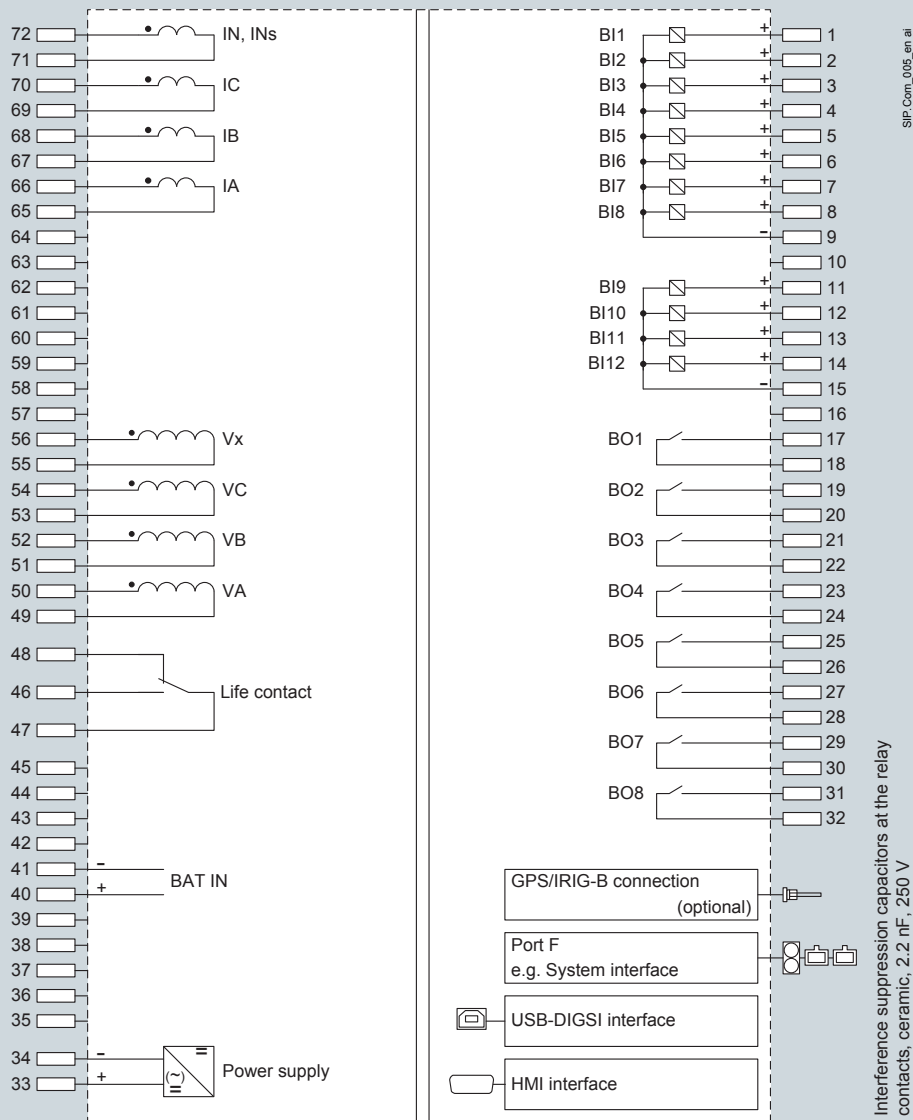 72 IN, INs
71
70 IC
69
68 IB
67
66 IA
65
64
63
62
61
60
59
58
57
56 Vx
55
54 VC
53
52 VB
51
50 VA
49
48
46 Life contact
47
45
44
43
42
41 -
BAT IN
40 +
39
38
37
36
35
34 -
Power supply
33 + (~)
BI1 + 1
BI2 + 2
BI3 + 3
BI4 + 4
BI5 + 5
BI6 + 6
BI7 + 7
BI8 + 8
- 9
10
BI9 + 11
BI10 + 12
BI11 + 13
BI12 + 14
- 15
16
BO1 17
18
BO2 19
20
BO3 21
22
BO4 23
24
BO5 25
26
BO6 27
28
BO7 29
30
BO8 31
32
GPS/IRIG-B connection
(optional)
Port F
e.g. System interface
USB-DIGSI interface
HMI interface
SIP.Com_005_en ai
Interference suppression capacitors at the relay
contacts, ceramic, 2.2 nF, 250 V